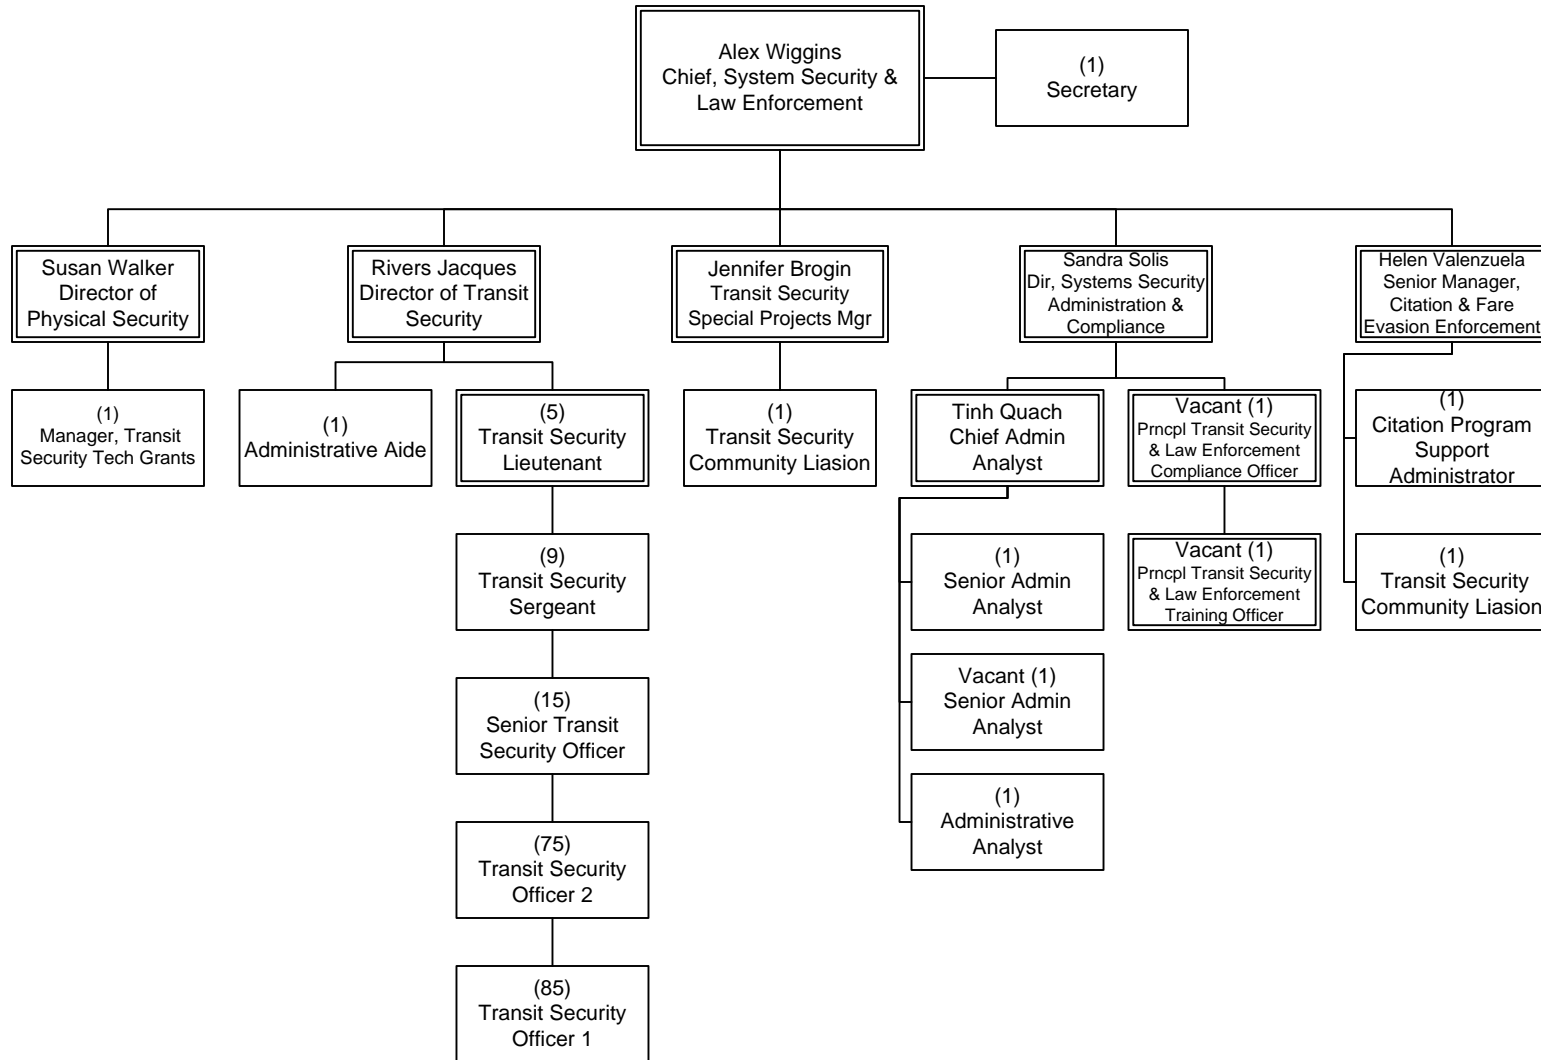 Alex Wiggins
Chief, System Security &
Law Enforcement
(1)
Secretary
Susan Walker
Director of
Physical Security
Rivers Jacques
Director of Transit
Security
Jennifer Brogin
Transit Security
Special Projects Mgr
Sandra Solis
Dir, Systems Security
Administration &
Compliance
Helen Valenzuela
Senior Manager,
Citation & Fare
Evasion Enforcement
(1)
Manager, Transit
Security Tech Grants
(1)
Administrative Aide
(5)
Transit Security
Lieutenant
(1)
Transit Security
Community Liasion
Tinh Quach
Chief Admin
Analyst
Vacant (1)
Prncpl Transit Security
& Law Enforcement
Compliance Officer
(1)
Citation Program
Support
Administrator
(9)
Transit Security
Sergeant
(1)
Senior Admin
Analyst
Vacant (1)
Prncpl Transit Security
& Law Enforcement
Training Officer
(1)
Transit Security
Community Liasion
(15)
Senior Transit
Security Officer
Vacant (1)
Senior Admin
Analyst
(75)
Transit Security
Officer 2
(1)
Administrative
Analyst
(85)
Transit Security
Officer 1